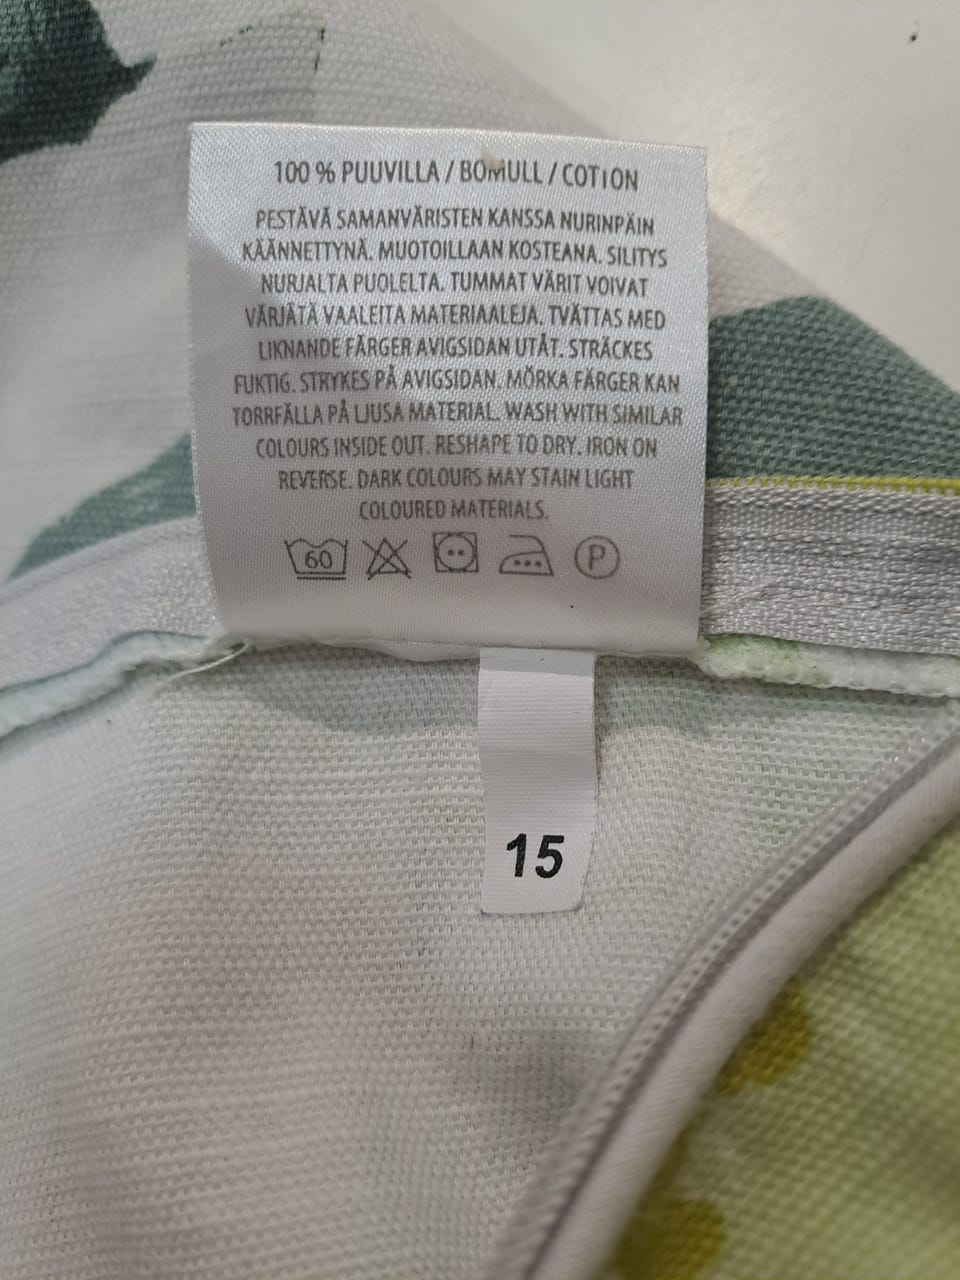 100 % PUUVILLA / BOMULL / COTION
PESTÄVÄ SAMANVÄRISTEN KANSSA NURINPÄIN
KÄÄNNETTYNÄ. MUOTOILLAAN KOSTEANA. SILITYS
NURJALTA PUOLELTA. TUMMAT VÄRIT VOIVAT
VÄRJÄTÄ VAALEITA MATERIAALEJA. TVÄTTAS MED
LIKNANDE FÄRGER AVIGSIDAN UTÅT. STRÄCKES
FUKTIG. STRYKES PÅ AVIGSIDAN. MÖRKA FÄRGER KAN
TORRFÄLLA PÅ LJUSA MATERIAL. WASH WITH SIMILAR
COLOURS INSIDE OUT. RESHAPE TO DRY. IRON ON
REVERSE. DARK COLOURS MAY STAIN LIGHT
COLOURED MATERIALS.
60 P
15